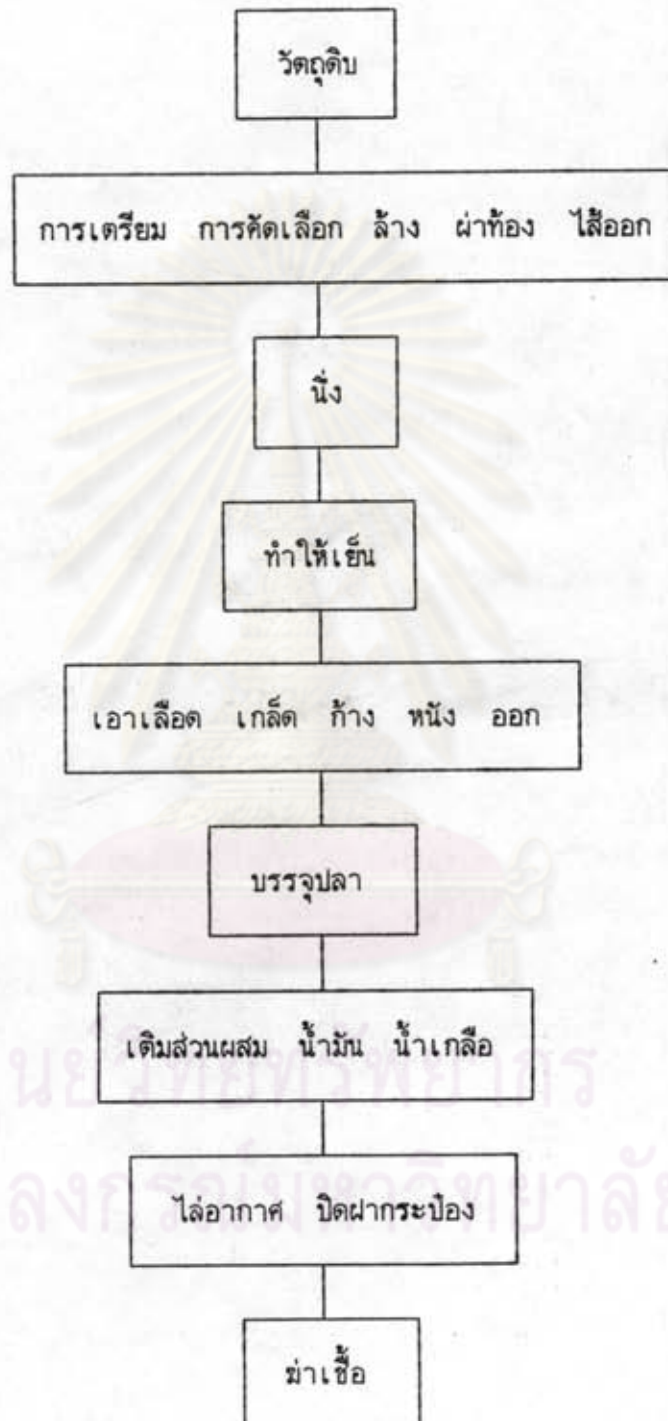 วัตถุดิบ
การเตรียม การคัดเลือก ล้าง ผ่าท้อง ไส้ออก
นึ่ง
ทำให้เย็น
เอาเลือด เกล็ด ก้าง หนัง ออก
บรรจุปลา
เติมส่วนผสม น้ำมัน น้ำเกลือ
ไล่อากาศ ปิดฝากระป๋อง
ฆ่าเชื้อ